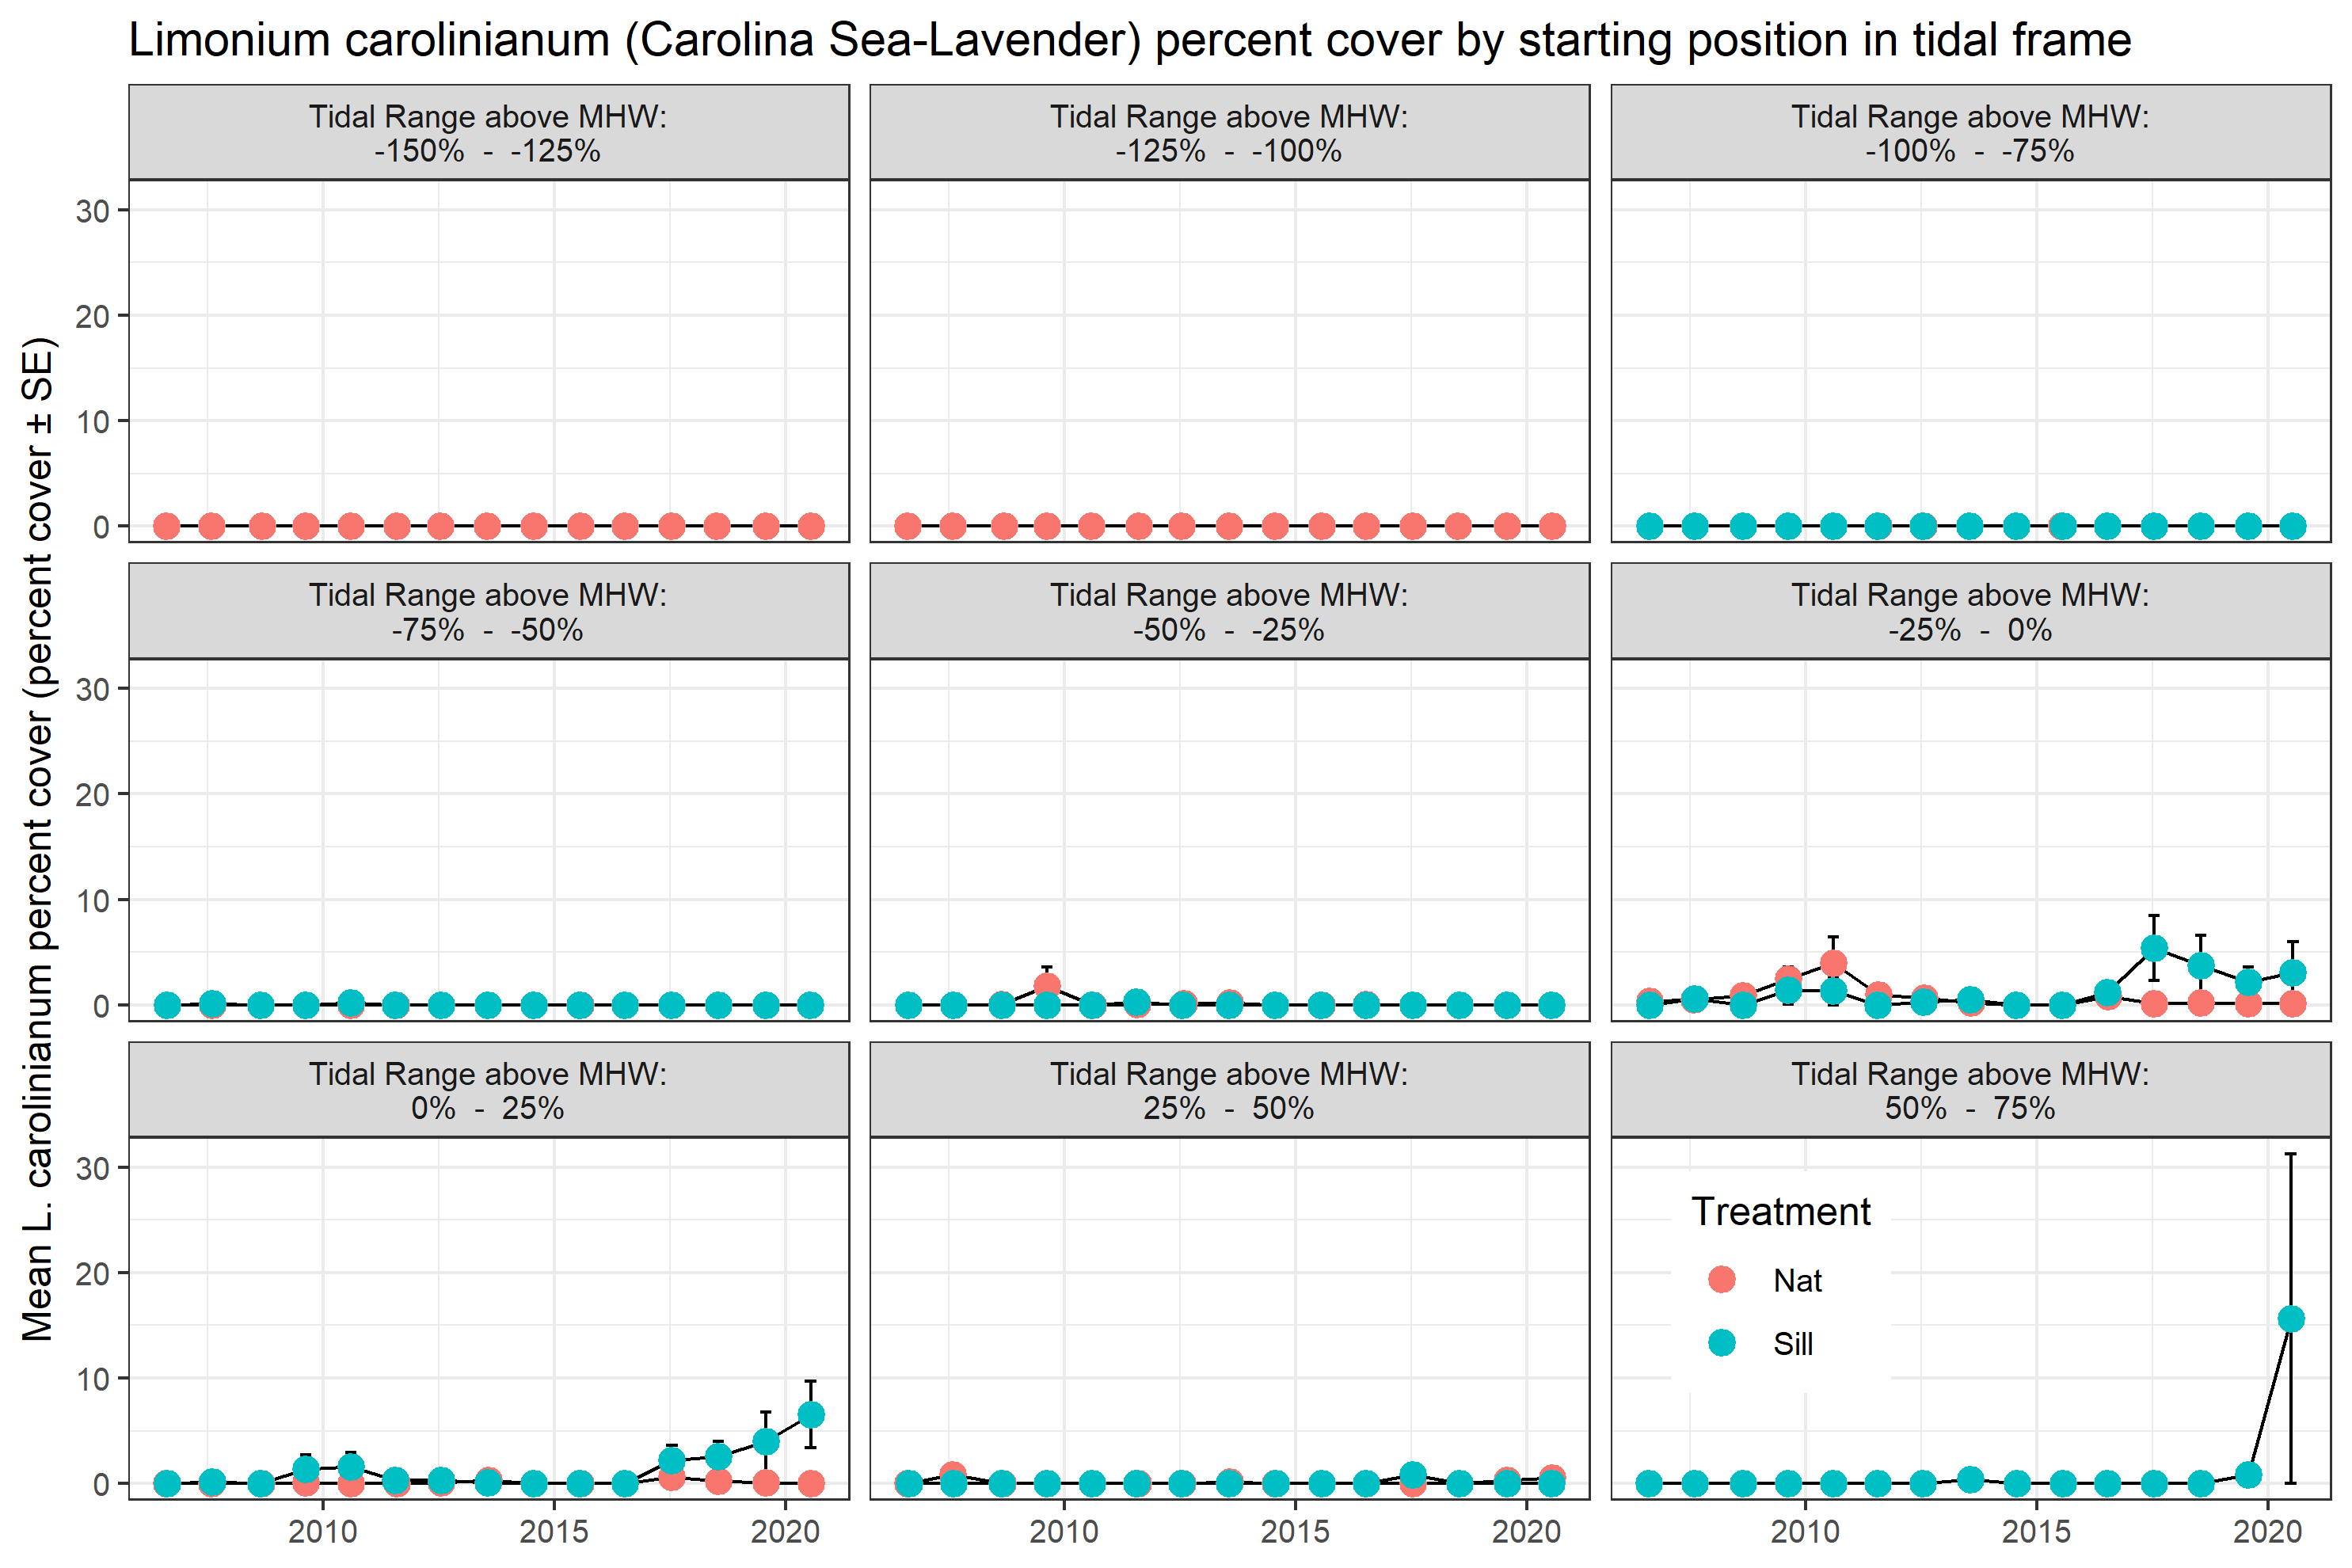 Limonium carolinianum (Carolina Sea-Lavender) percent cover by starting position in tidal frame
Mean L. carolinianum percent cover (percent cover ± SE)
Tidal Range above MHW:
-150% - -125%
Tidal Range above MHW:
-125% - -100%
Tidal Range above MHW:
-100% - -75%
30
20
10
0
Tidal Range above MHW:
-75% - -50%
Tidal Range above MHW:
-50% - -25%
Tidal Range above MHW:
-25% - 0%
30
20
10
0
Tidal Range above MHW:
0% - 25%
Tidal Range above MHW:
25% - 50%
Tidal Range above MHW:
50% - 75%
30
20
10
0
Treatment
Nat
Sill
2010 2015 2020
2010 2015 2020
2010 2015 2020